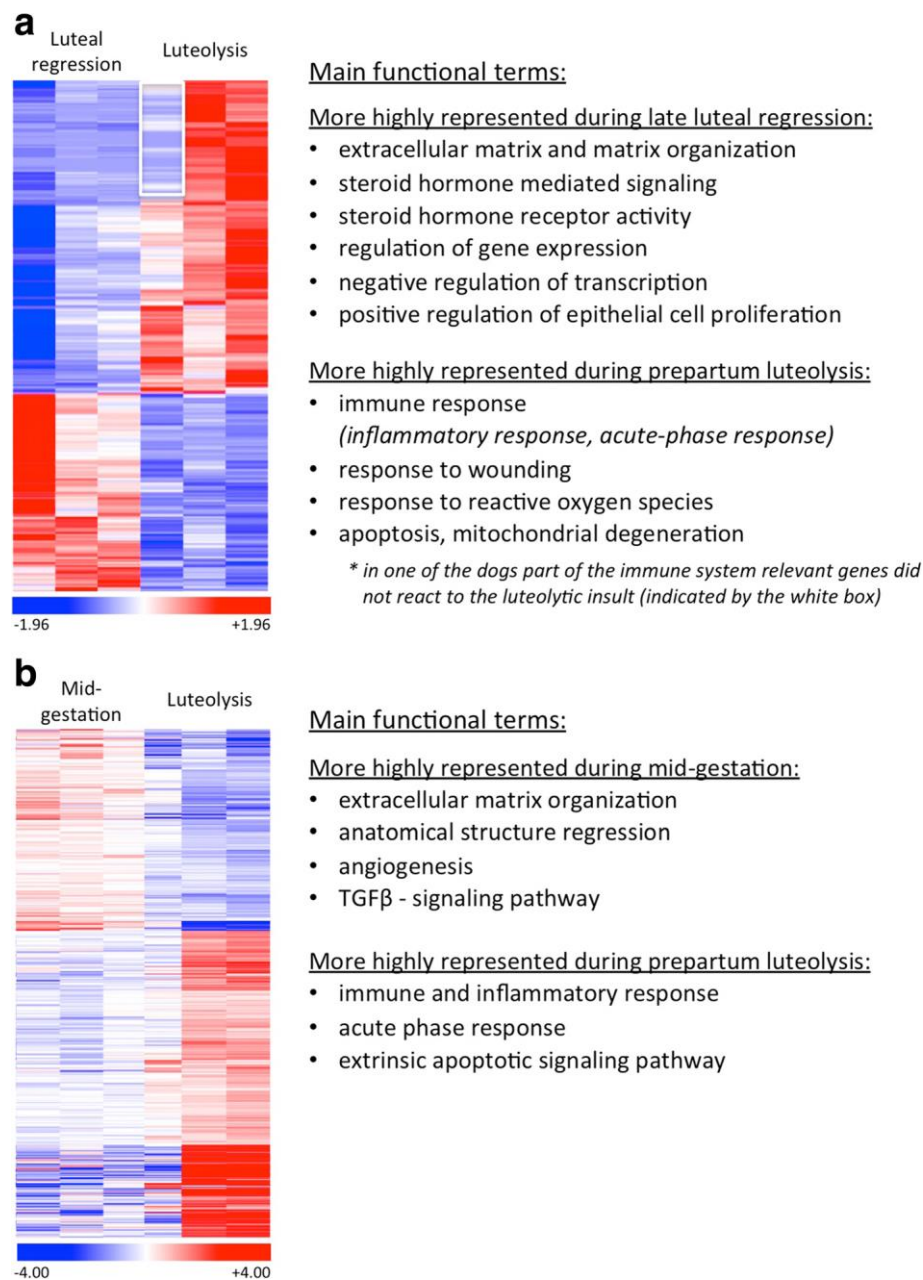 a
Luteal
regression
Luteolysis
Main functional terms:
More highly represented during late luteal regression:
• extracellular matrix and matrix organization
• steroid hormone mediated signaling
• steroid hormone receptor activity
• regulation of gene expression
• negative regulation of transcription
• positive regulation of epithelial cell proliferation
More highly represented during prepartum luteolysis:
• immune response
(inflammatory response, acute-phase response)
• response to wounding
• response to reactive oxygen species
• apoptosis, mitochondrial degeneration
* in one of the dogs part of the immune system relevant genes did
not react to the luteolytic insult (indicated by the white box)
-1.96 +1.96
b
Mid-
gestation
Luteolysis
Main functional terms:
More highly represented during mid-gestation:
• extracellular matrix organization
• anatomical structure regression
• angiogenesis
• TGFβ - signaling pathway
More highly represented during prepartum luteolysis:
• immune and inflammatory response
• acute phase response
• extrinsic apoptotic signaling pathway
-4.00 +4.00